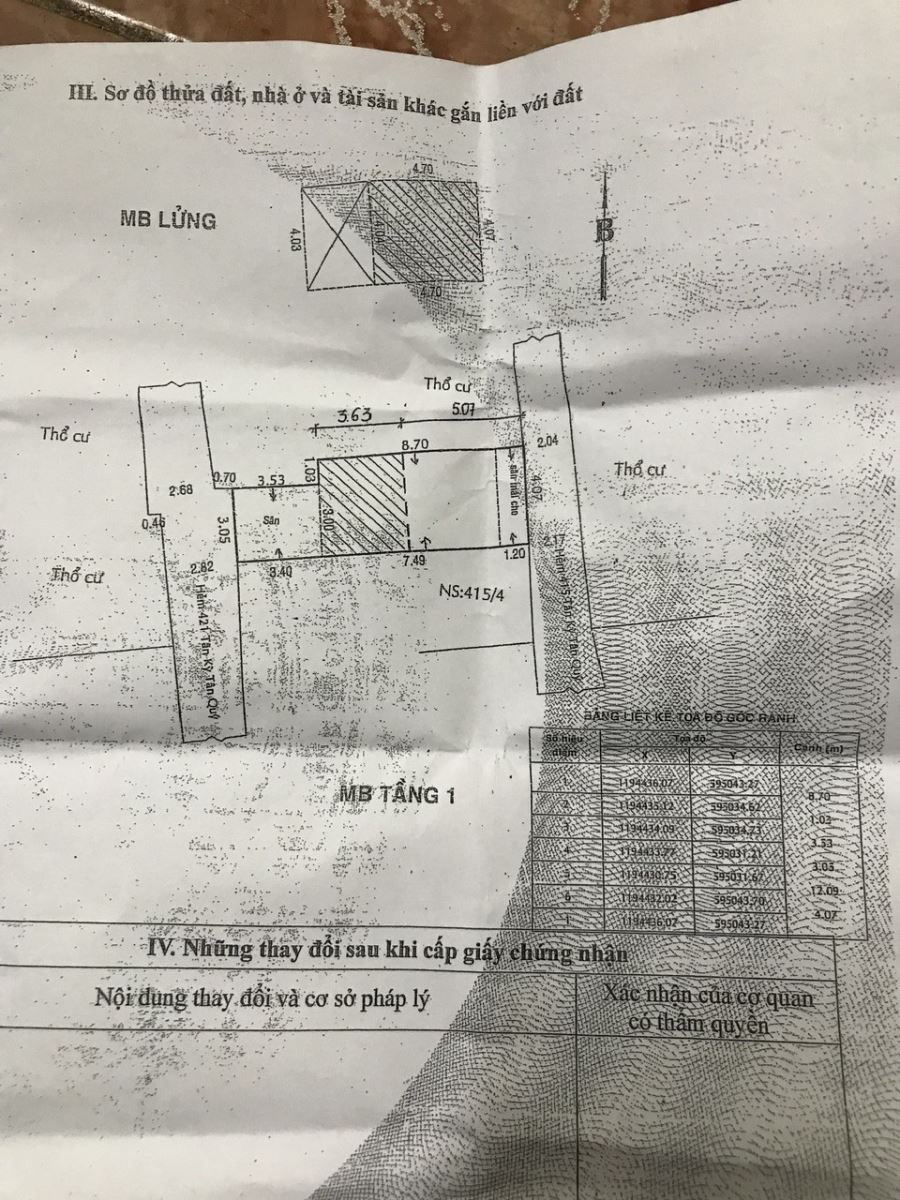 III. Sơ đồ thửa đất, nhà ở và tài sản khác gắn liền với đất
4.70
MB LỬNG
4.03
4.04
4.07
4.70
B
Thổ cư
3.63
5.07
Thổ cư
8.70
2.04
Thổ cư
2.68
0.70
3.53
1.03
4.07
0.46
3.05
Sân
3.00
2.17
Thổ cư
2.82
3.40
7.49
1.20
NS:415/4
Hẻm 421 Tân Kỳ Tân Quý
Hẻm 415 Tân Kỳ Tân Quý
BẢNG LIỆT KÊ TỌA ĐỘ GÓC RANH
Số hiệu điểm Tọa độ Cạnh (m)
X Y
1 1194436.07 595043.27
8.70
2 1194435.12 595034.62
1.03
3 1194434.09 595034.73
3.53
4 1194433.77 595031.21
3.05
5 1194430.75 595031.67
12.09
6 1194432.02 595043.70
4.07
1 1194436.07 595043.27
MB TẦNG 1
IV. Những thay đổi sau khi cấp giấy chứng nhận
Nội dung thay đổi và cơ sở pháp lý
Xác nhận của cơ quan
có thẩm quyền